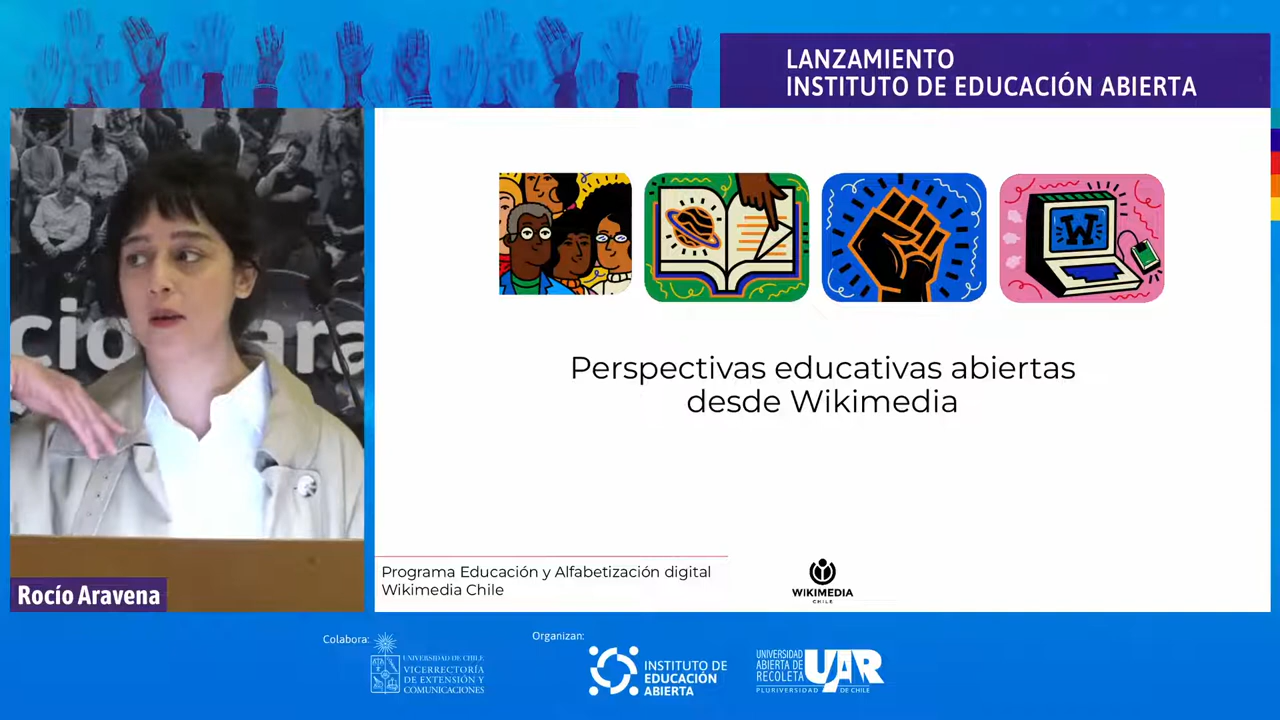 LANZAMIENTO
INSTITUTO DE EDUCACIÓN ABIERTA
W
Perspectivas educativas abiertas
desde Wikimedia
Programa Educación y Alfabetización digital
Wikimedia Chile
WIKIMEDIA
CHILE
Rocío Aravena
Colabora:
UNIVERSIDAD DE CHILE
VICERRECTORÍA
DE EXTENSIÓN Y
COMUNICACIONES
Organizan:
INSTITUTO DE
EDUCACIÓN
ABIERTA
UNIVERSIDAD
ABIERTA DE
RECOLETA
UAR
PLURIVERSIDAD DE CHILE